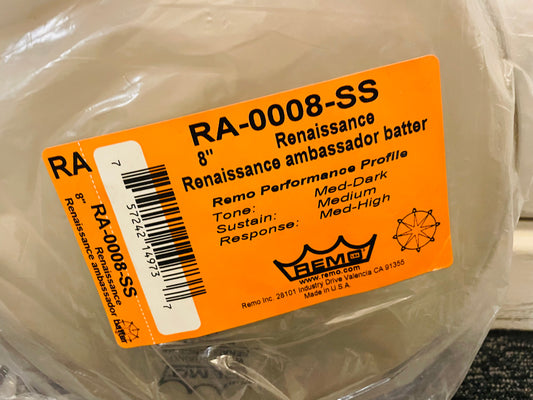 RA-0008-SS
8" Renaissance
Renaissance ambassador batter
Remo Performance Profile
Tone: Med-Dark
Sustain: Medium
Response: Med-High
REMO
www.remo.com
Remo Inc. 28101 Industry Drive Valencia CA 91355
Made in U.S.A
RA
7 57242 14973 7
8" RA-0008-SS
Renaissance
Renaissance ambassador batter